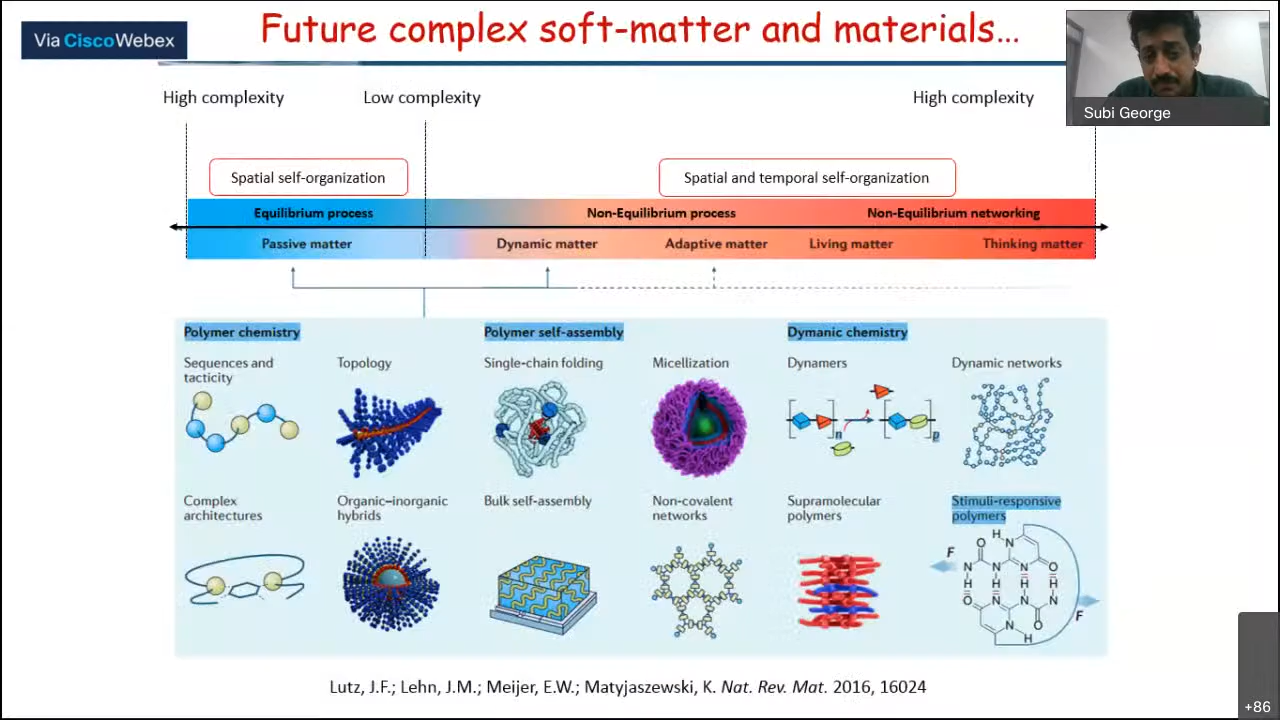 Via CiscoWebex
Future complex soft-matter and materials...
Subi George
High complexity
Low complexity
High complexity
Spatial self-organization
Spatial and temporal self-organization
Equilibrium process
Non-Equilibrium process
Non-Equilibrium networking
Passive matter
Dynamic matter
Adaptive matter
Living matter
Thinking matter
Polymer chemistry
Polymer self-assembly
Dymanic chemistry
Sequences and
tacticity
Topology
Single-chain folding
Micellization
Dynamers
Dynamic networks
n
p
Complex
architectures
Organic–inorganic
hybrids
Bulk self-assembly
Non-covalent
networks
Supramolecular
polymers
Stimuli-responsive
polymers
F
H
O
N
O
N
N
N
N
H
H
H
H
O
N
N
N
O
N
H
F
Lutz, J.F.; Lehn, J.M.; Meijer, E.W.; Matyjaszewski, K. Nat. Rev. Mat. 2016, 16024
+86